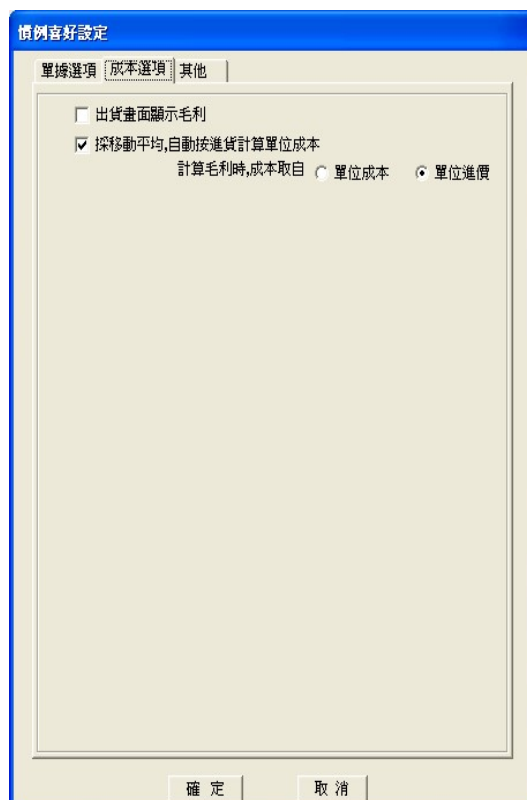 慣例喜好設定
單據選項 成本選項 其他
出貨畫面顯示毛利
採移動平均,自動按進貨計算單位成本
計算毛利時,成本取自 單位成本 單位進價
確 定 取 消